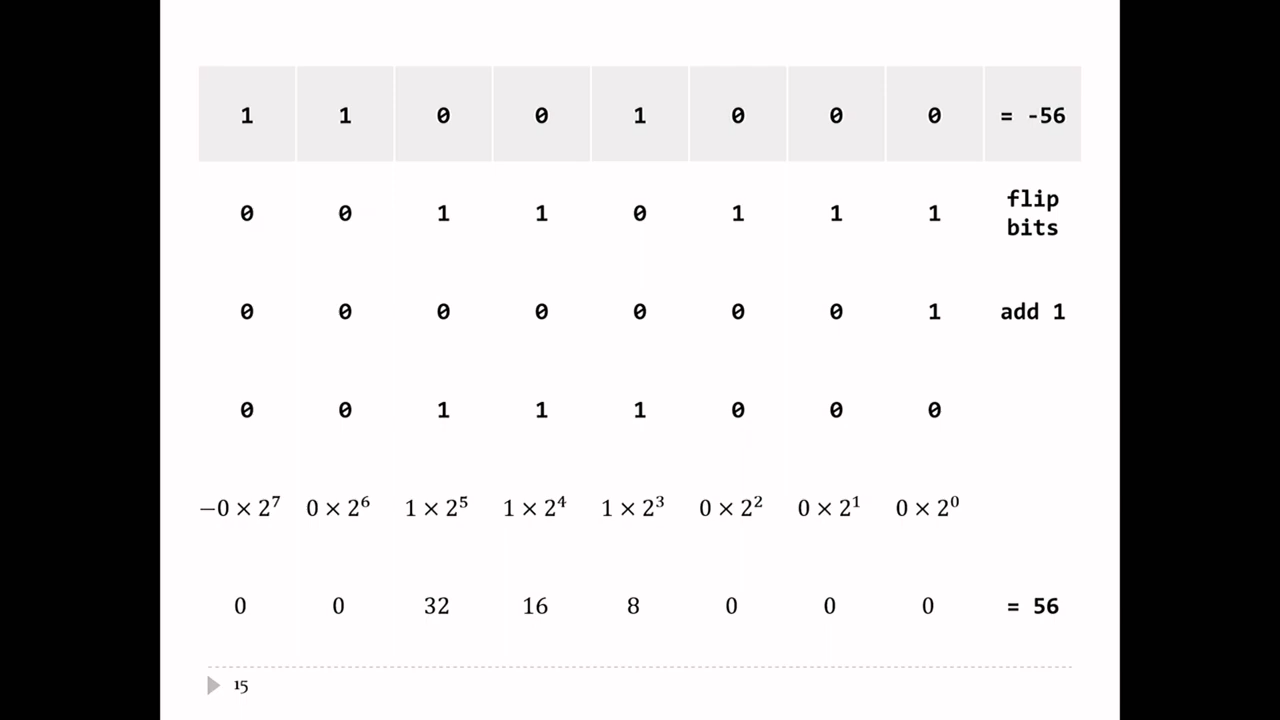 1 1 0 0 1 0 0 0 = -56
0 0 1 1 0 1 1 1 flip
bits
0 0 0 0 0 0 0 1 add 1
0 0 1 1 1 0 0 0
−0 × 2⁷ 0 × 2⁶ 1 × 2⁵ 1 × 2⁴ 1 × 2³ 0 × 2² 0 × 2¹ 0 × 2⁰
0 0 32 16 8 0 0 0 = 56
15